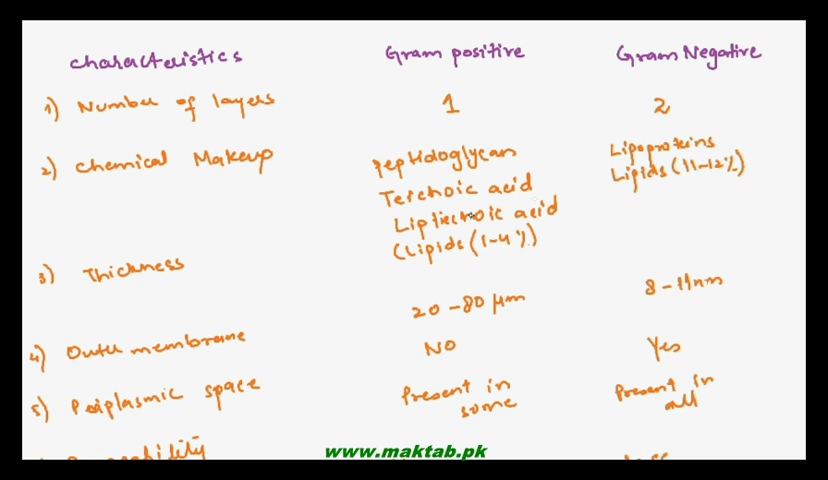 Characteristics Gram positive Gram Negative
1) Number of layers 1 2
2) Chemical Makeup Peptidoglycan Lipoproteins
Lipids (11-12%)
Teichoic acid
Lipteichoic acid
(Lipids (1-4%)
3) Thickness
20-80 μm 8-11nm
4) Outer membrane NO Yes
5) Periplasmic space Present in some Present in all
www.maktab.pk